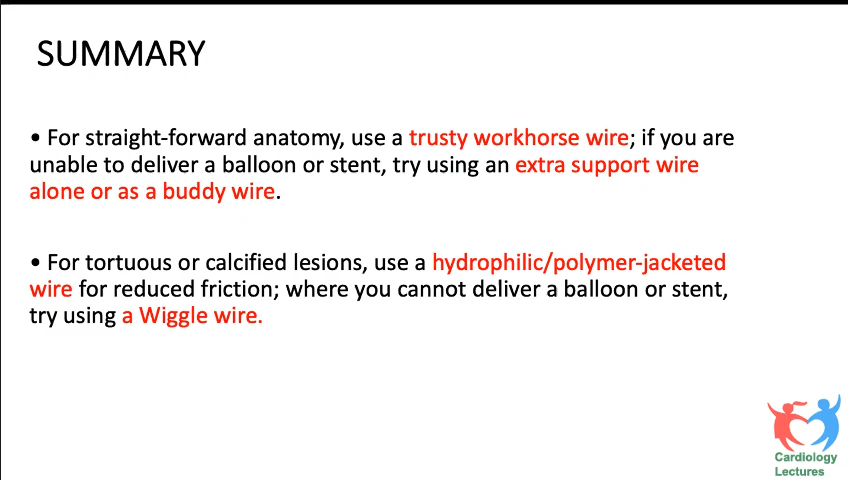 SUMMARY
• For straight-forward anatomy, use a trusty workhorse wire; if you are
unable to deliver a balloon or stent, try using an extra support wire
alone or as a buddy wire.
• For tortuous or calcified lesions, use a hydrophilic/polymer-jacketed
wire for reduced friction; where you cannot deliver a balloon or stent,
try using a Wiggle wire.
Cardiology
Lectures